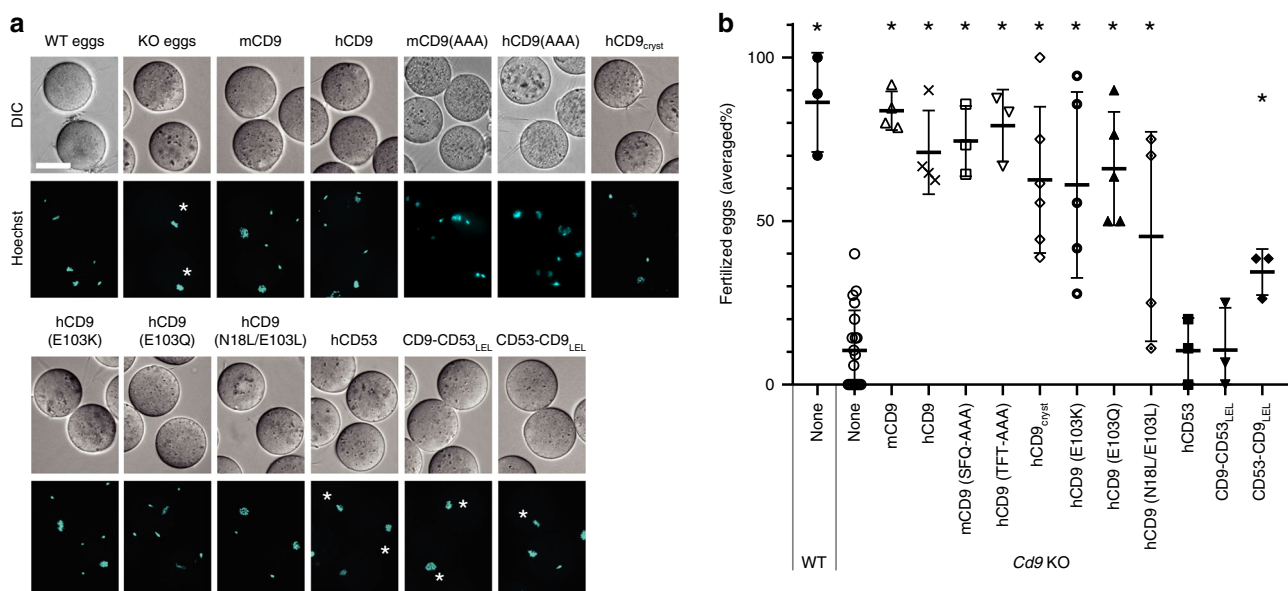 a
WT eggs
KO eggs
mCD9
hCD9
mCD9(AAA)
hCD9(AAA)
hCD9cryst
DIC
Hoechst
*
*
hCD9
(E103K)
hCD9
(E103Q)
hCD9
(N18L/E103L)
hCD53
CD9-CD53LEL
CD53-CD9LEL
*
*
*
*
*
b
* * * * * * * * * *
*
100
50
0
Fertilized eggs (averaged%)
None
None
mCD9
hCD9
mCD9 (SFQ-AAA)
hCD9 (TFT-AAA)
hCD9cryst
hCD9 (E103K)
hCD9 (E103Q)
hCD9 (N18L/E103L)
hCD53
CD9-CD53LEL
CD53-CD9LEL
WT
Cd9 KO